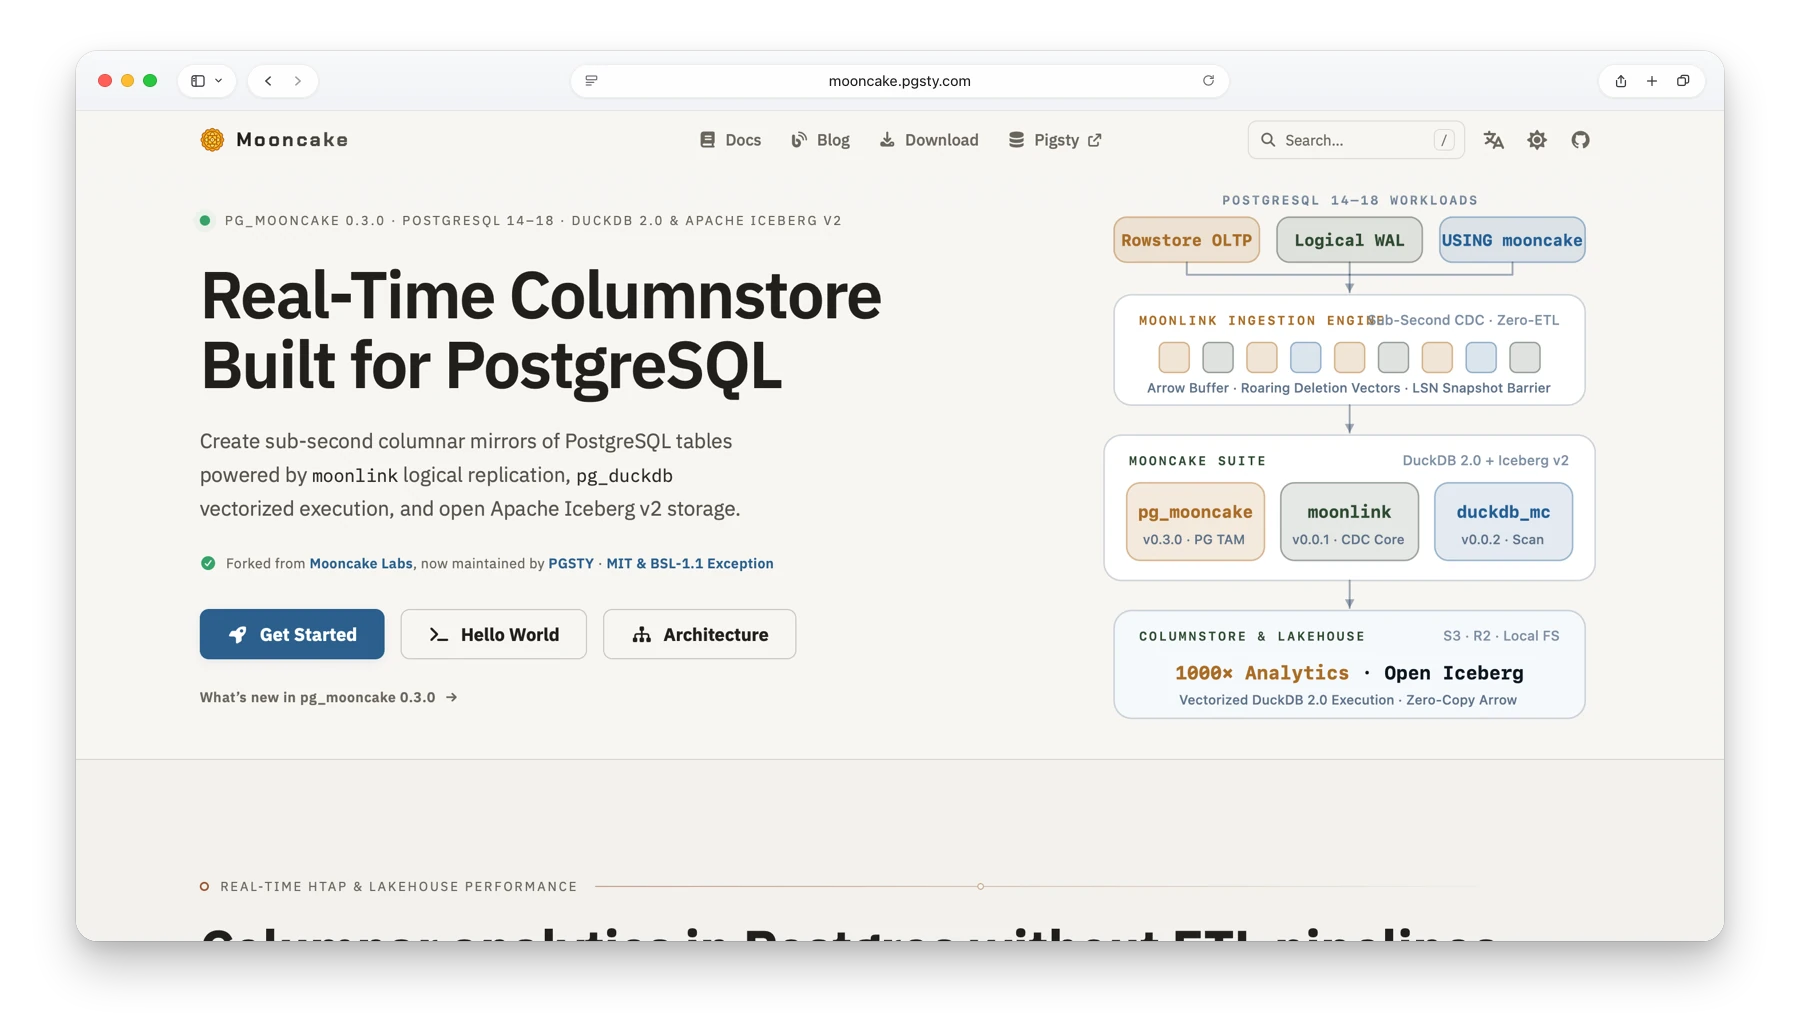 mooncake.pgsty.com
Mooncake
Docs
Blog
Download
Pigsty
Search...
/
PG_MOONCAKE 0.3.0 · POSTGRESQL 14–18 · DUCKDB 2.0 & APACHE ICEBERG V2
Real-Time Columnstore
Built for PostgreSQL
Create sub-second columnar mirrors of PostgreSQL tables
powered by moonlink logical replication, pg_duckdb
vectorized execution, and open Apache Iceberg v2 storage.
Forked from Mooncake Labs, now maintained by PGSTY · MIT & BSL-1.1 Exception
Get Started
Hello World
Architecture
What's new in pg_mooncake 0.3.0 →
POSTGRESQL 14–18 WORKLOADS
Rowstore OLTP
Logical WAL
USING mooncake
MOONLINK INGESTION ENGINE
Sub-Second CDC · Zero-ETL
Arrow Buffer · Roaring Deletion Vectors · LSN Snapshot Barrier
MOONCAKE SUITE
DuckDB 2.0 + Iceberg v2
pg_mooncake
v0.3.0 · PG TAM
moonlink
v0.0.1 · CDC Core
duckdb_mc
v0.0.2 · Scan
COLUMNSTORE & LAKEHOUSE
S3 · R2 · Local FS
1000× Analytics · Open Iceberg
Vectorized DuckDB 2.0 Execution · Zero-Copy Arrow
REAL-TIME HTAP & LAKEHOUSE PERFORMANCE
Columnar analytics in Postgres without ETL pipelines